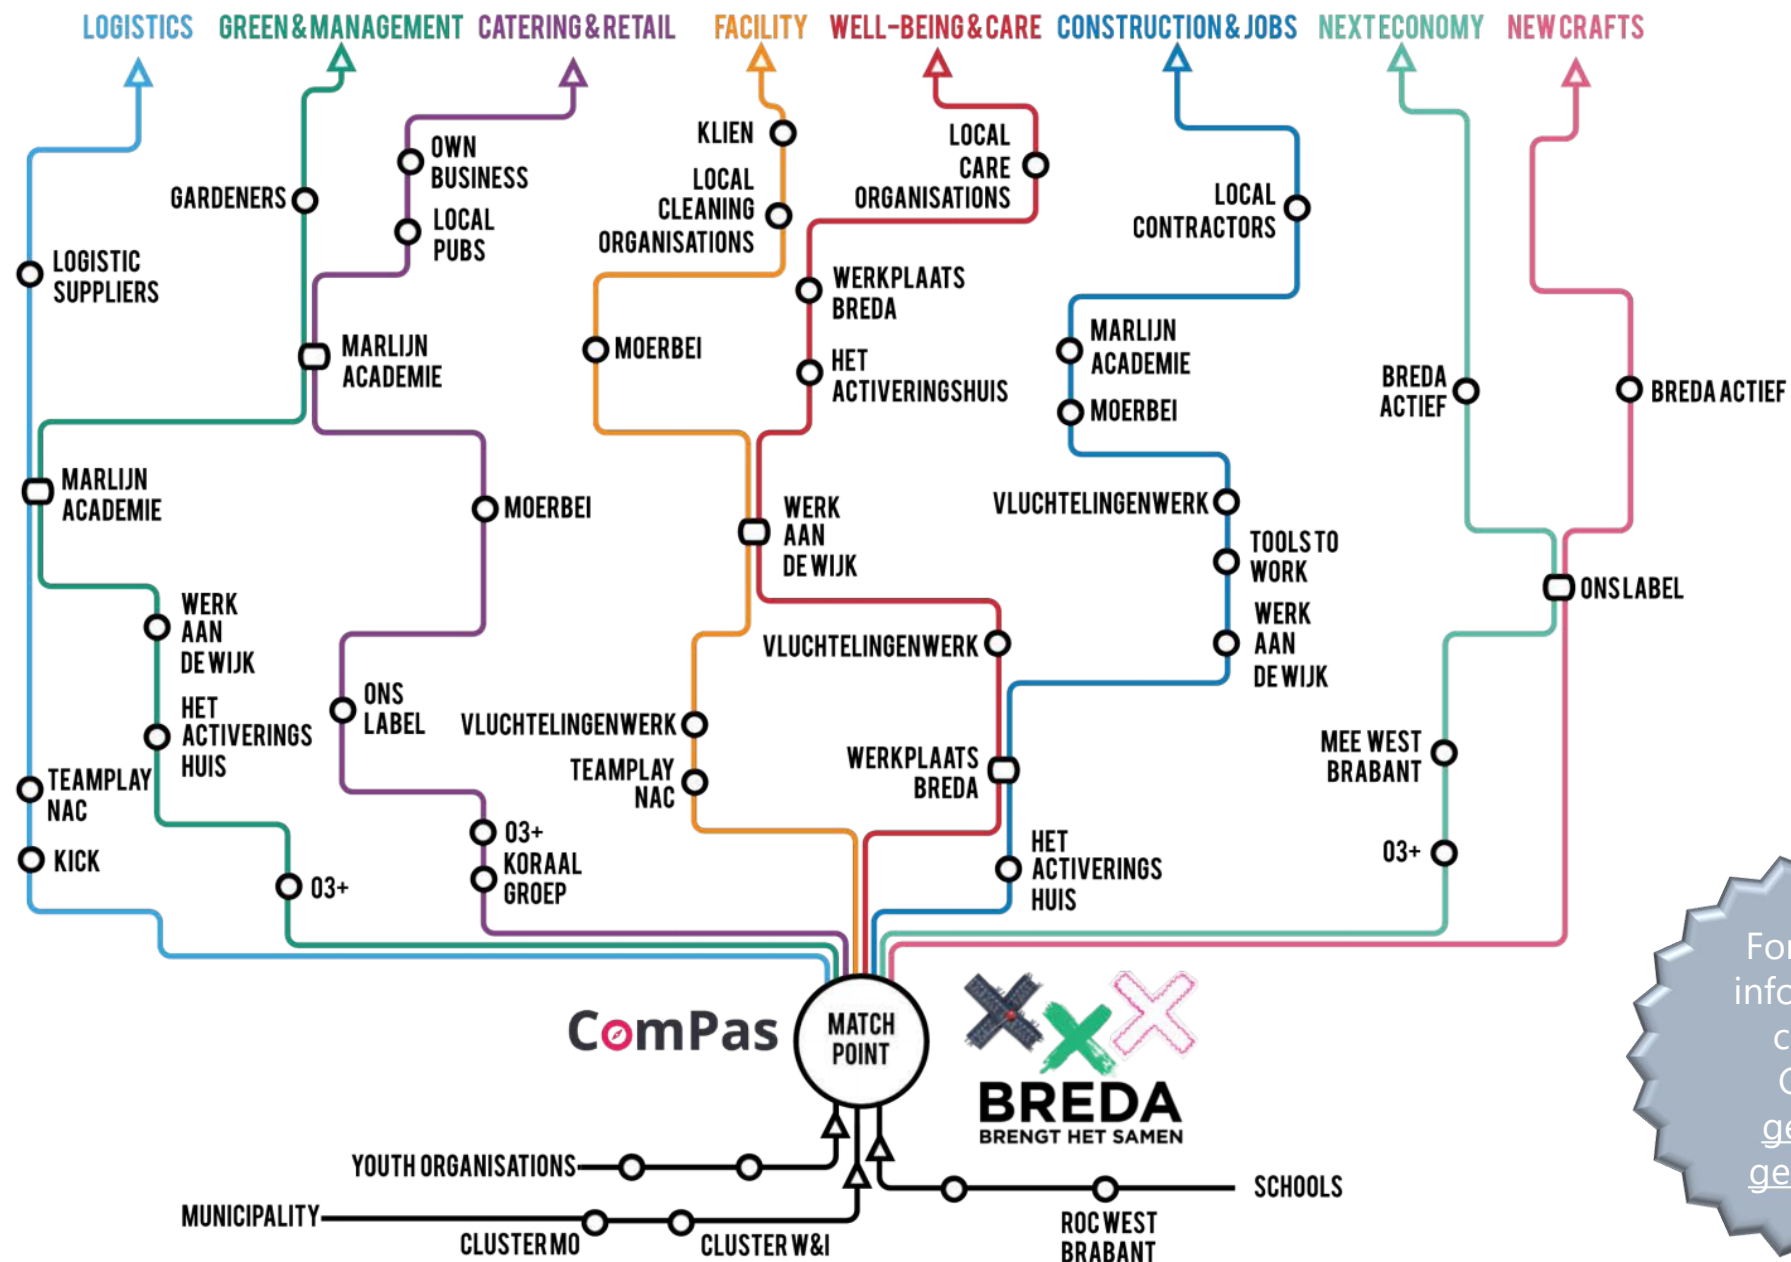 LOGISTICS
GREEN & MANAGEMENT
CATERING & RETAIL
FACILITY
WELL-BEING & CARE
CONSTRUCTION & JOBS
NEXT ECONOMY
NEW CRAFTS
LOGISTIC
SUPPLIERS
TEAMPLAY
NAC
KICK
GARDENERS
MARLIJN
ACADEMIE
WERK
AAN
DE WIJK
HET
ACTIVERINGS
HUIS
03+
OWN
BUSINESS
LOCAL
PUBS
MARLIJN
ACADEMIE
MOERBEI
ONS
LABEL
03+
KORAAL
GROEP
KLIEN
LOCAL
CLEANING
ORGANISATIONS
MOERBEI
WERK
AAN
DE WIJK
VLUCHTELINGENWERK
TEAMPLAY
NAC
LOCAL
CARE
ORGANISATIONS
WERKPLAATS
BREDA
HET
ACTIVERINGSHUIS
VLUCHTELINGENWERK
WERKPLAATS
BREDA
LOCAL
CONTRACTORS
MARLIJN
ACADEMIE
MOERBEI
VLUCHTELINGENWERK
TOOLS TO
WORK
WERK
AAN
DE WIJK
HET
ACTIVERINGS
HUIS
BREDA
ACTIEF
BREDA ACTIEF
ONS LABEL
MEE WEST
BRABANT
03+
ComPas
MATCH
POINT
BREDA
BRENGT HET SAMEN
YOUTH ORGANISATIONS
MUNICIPALITY
CLUSTER MO
CLUSTER W&I
SCHOOLS
ROC WEST
BRABANT